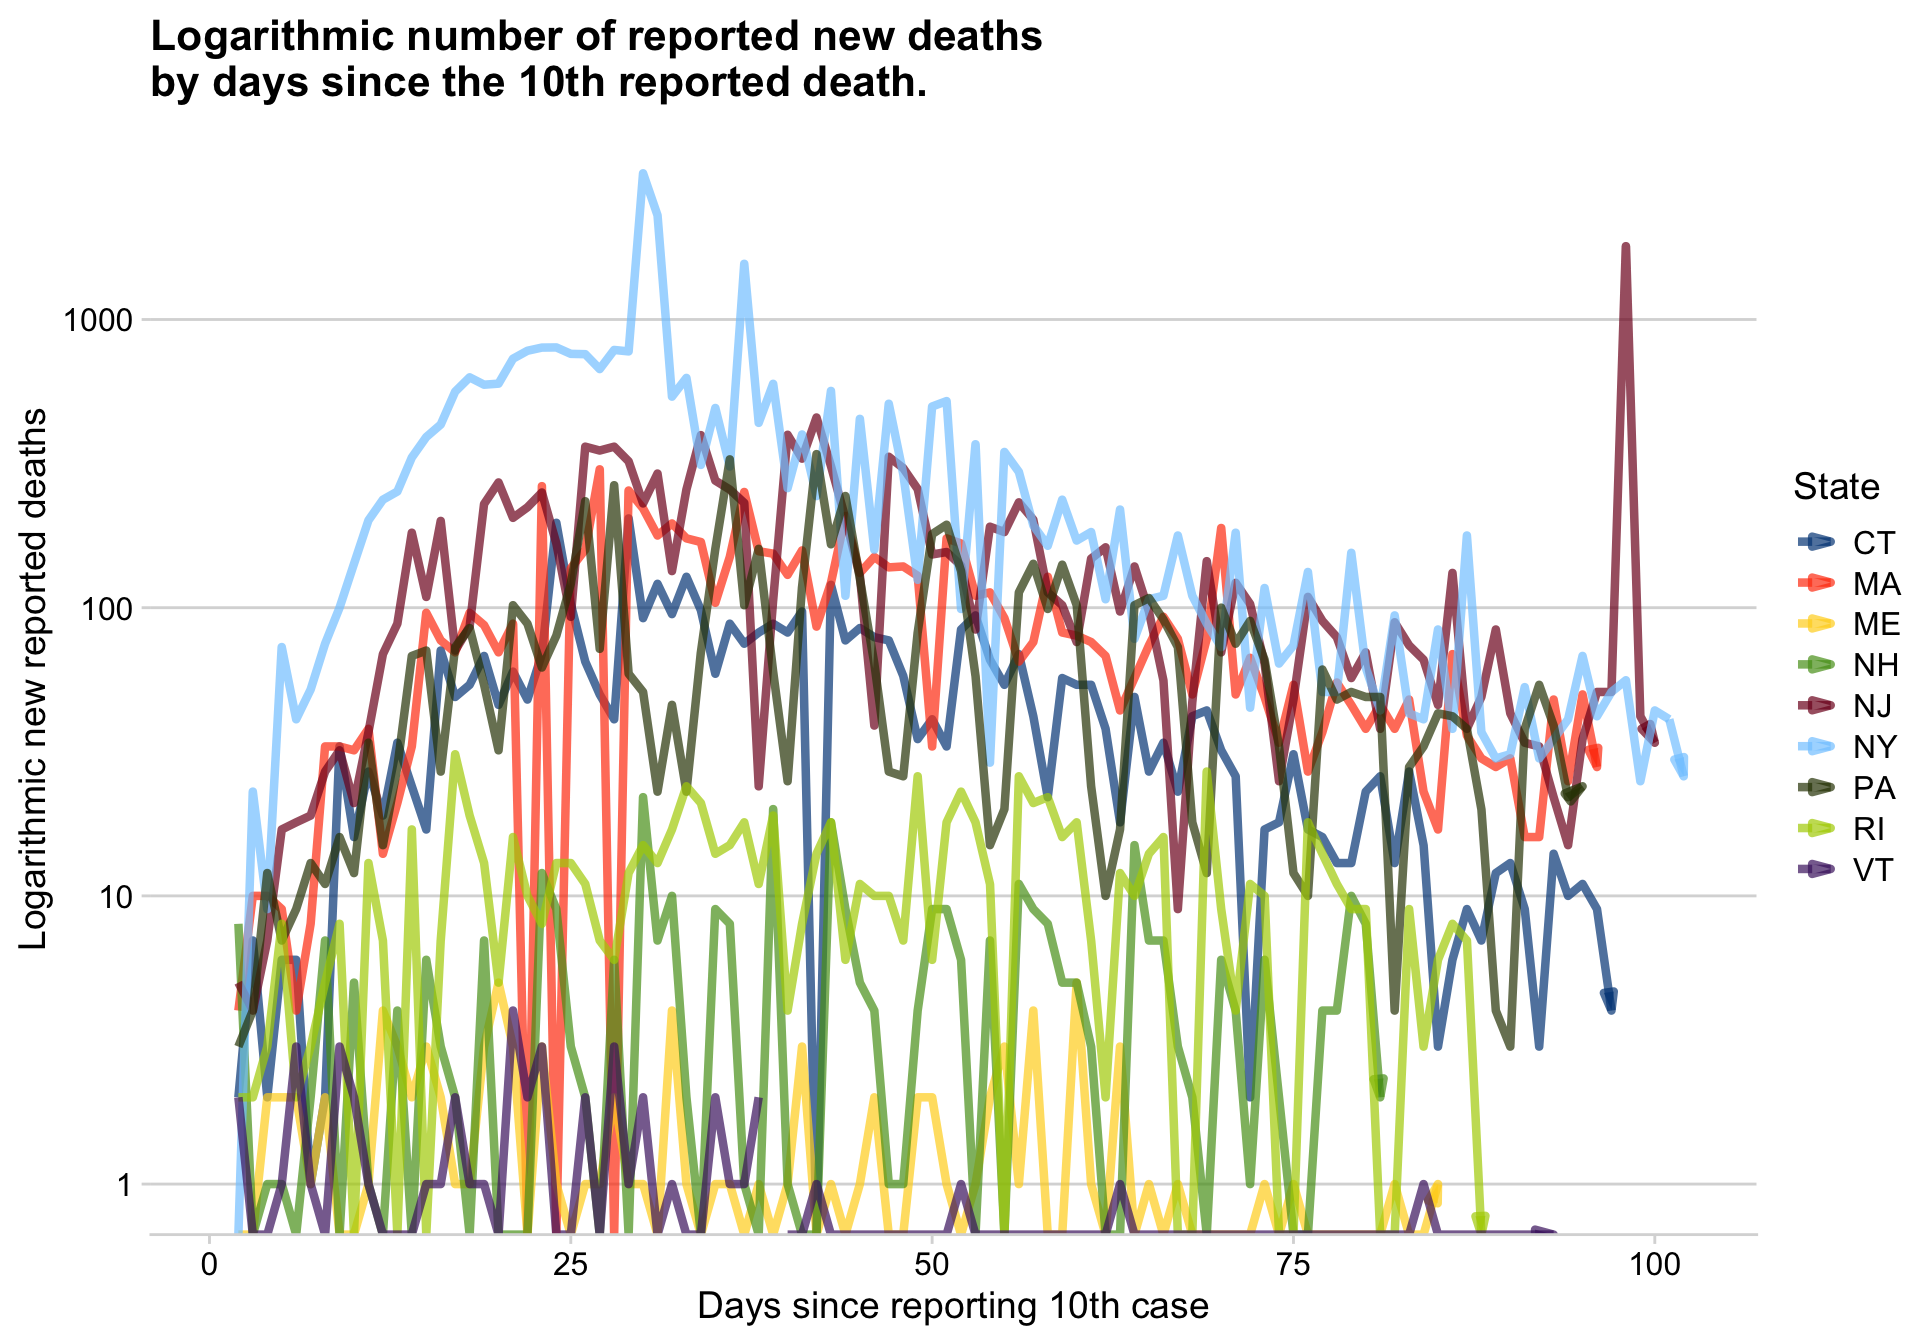 Logarithmic number of reported new deaths
by days since the 10th reported death.
Logarithmic new reported deaths
1000
100
10
1
0
25
50
75
100
Days since reporting 10th case
State
CT
MA
ME
NH
NJ
NY
PA
RI
VT